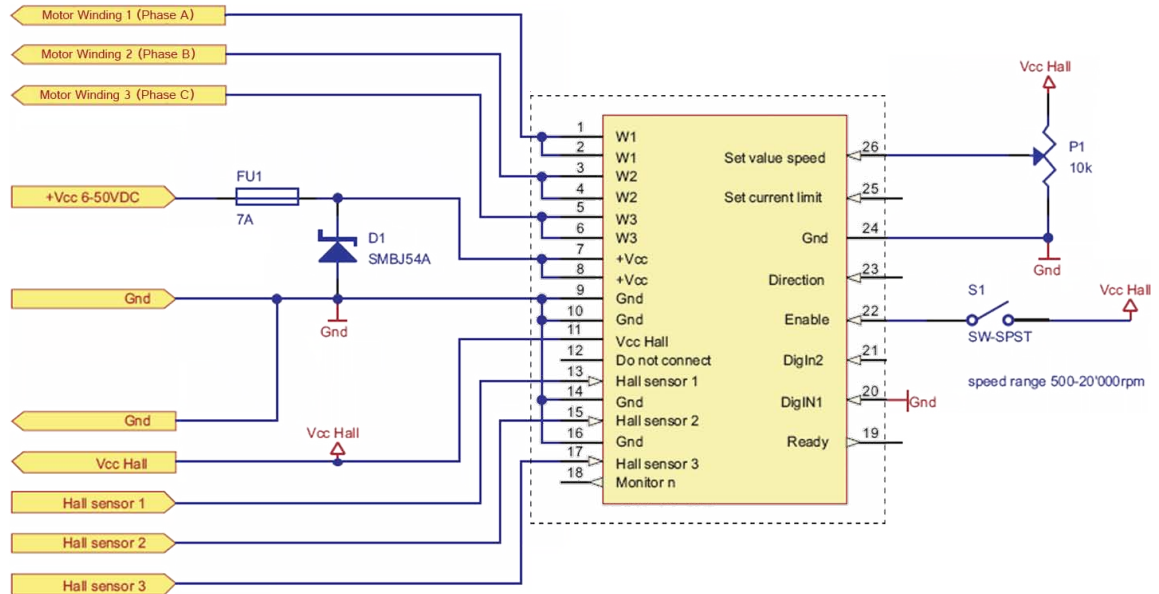 Motor Winding 1 (Phase A)
Motor Winding 2 (Phase B)
Motor Winding 3 (Phase C)
+Vcc 6-50VDC
FU1
7A
D1
SMBJ54A
Gnd
Gnd
Gnd
Vcc Hall
Vcc Hall
Hall sensor 1
Hall sensor 2
Hall sensor 3
1 W1
2 W1
3 W2
4 W2
5 W3
6 W3
7 +Vcc
8 +Vcc
9 Gnd
10 Gnd
11 Vcc Hall
12 Do not connect
13 Hall sensor 1
14 Gnd
15 Hall sensor 2
16 Gnd
17 Hall sensor 3
18 Monitor n
Set value speed 26
Set current limit 25
Gnd 24
Direction 23
Enable 22
DigIn2 21
DigIN1 20
Gnd
Ready 19
Vcc Hall
P1
10k
Gnd
S1
SW-SPST
Vcc Hall
speed range 500-20'000rpm